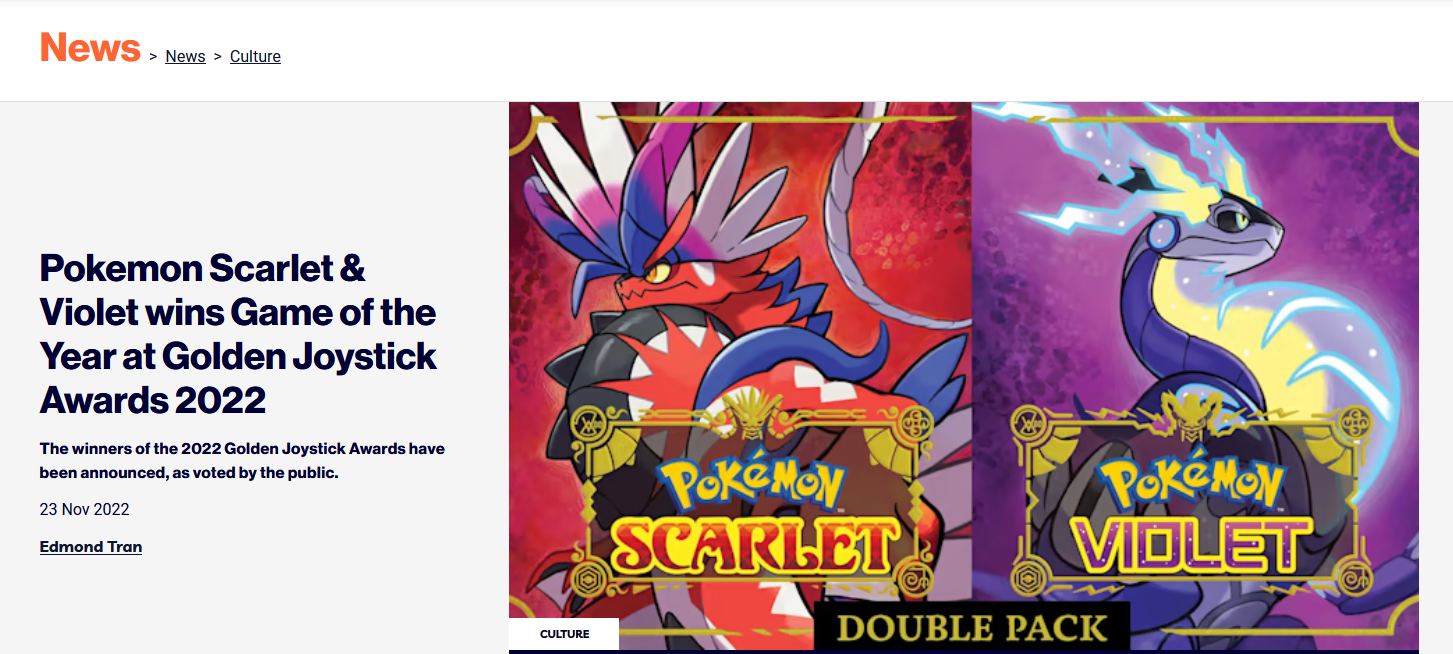 News > News > Culture
Pokemon Scarlet &
Violet wins Game of the
Year at Golden Joystick
Awards 2022
The winners of the 2022 Golden Joystick Awards have
been announced, as voted by the public.
23 Nov 2022
Edmond Tran
POKéMON
SCARLET
POKéMON
VIOLET
DOUBLE PACK
CULTURE